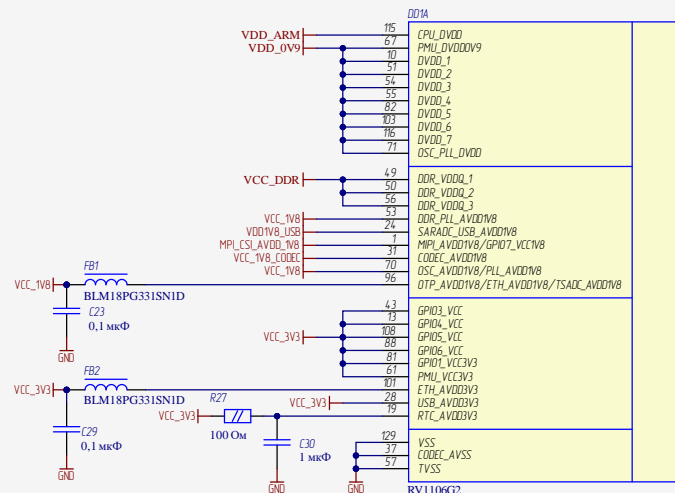 DD1A
VDD_ARM 115 CPU_DVDD
VDD_0V9 67 PMU_DVDD0V9
10 DVDD_1
51 DVDD_2
54 DVDD_3
55 DVDD_4
82 DVDD_5
103 DVDD_6
116 DVDD_7
71 OSC_PLL_DVDD
VCC_DDR 49 DDR_VDDQ_1
50 DDR_VDDQ_2
56 DDR_VDDQ_3
VCC_1V8 53 DDR_PLL_AVDD1V8
VDD1V8_USB 24 SARADC_USB_AVDD1V8
MPI_CSI_AVDD_1V8 1 MIPI_AVDD1V8/GPIO7_VCC1V8
VCC_1V8_CODEC 31 CODEC_AVDD1V8
VCC_1V8 70 OSC_AVDD1V8/PLL_AVDD1V8
FB1
VCC_1V8 96 OTP_AVDD1V8/ETH_AVDD1V8/TSADC_AVDD1V8
BLM18PG331SN1D
C23
0,1 мкФ
GND
43 GPIO3_VCC
13 GPIO4_VCC
VCC_3V3 108 GPIO5_VCC
88 GPIO6_VCC
81 GPIO1_VCC3V3
61 PMU_VCC3V3
FB2
VCC_3V3 101 ETH_AVDD3V3
BLM18PG331SN1D
VCC_3V3 28 USB_AVDD3V3
R27
VCC_3V3 19 RTC_AVDD3V3
100 Ом
C29
0,1 мкФ
GND
C30
1 мкФ
GND
129 VSS
37 CODEC_AVSS
57 TVSS
GND
RV1106G2